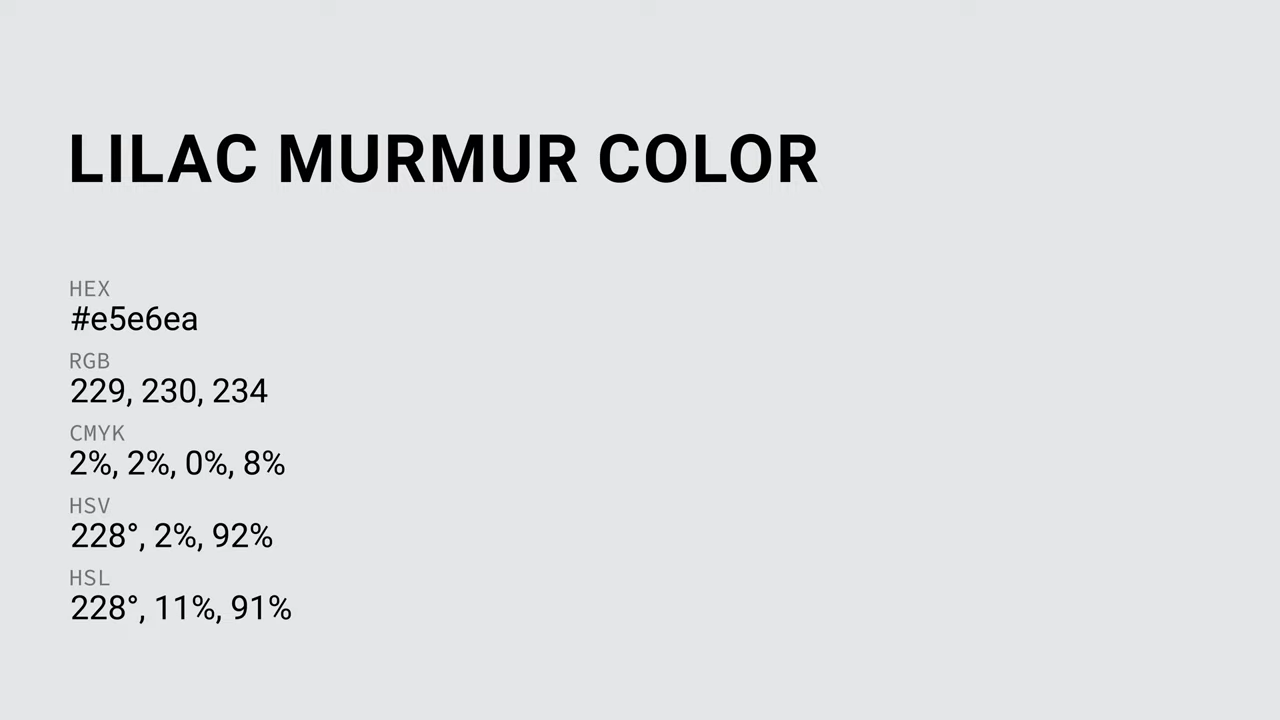 LILAC MURMUR COLOR
HEX
#e5e6ea
RGB
229, 230, 234
CMYK
2%, 2%, 0%, 8%
HSV
228°, 2%, 92%
HSL
228°, 11%, 91%